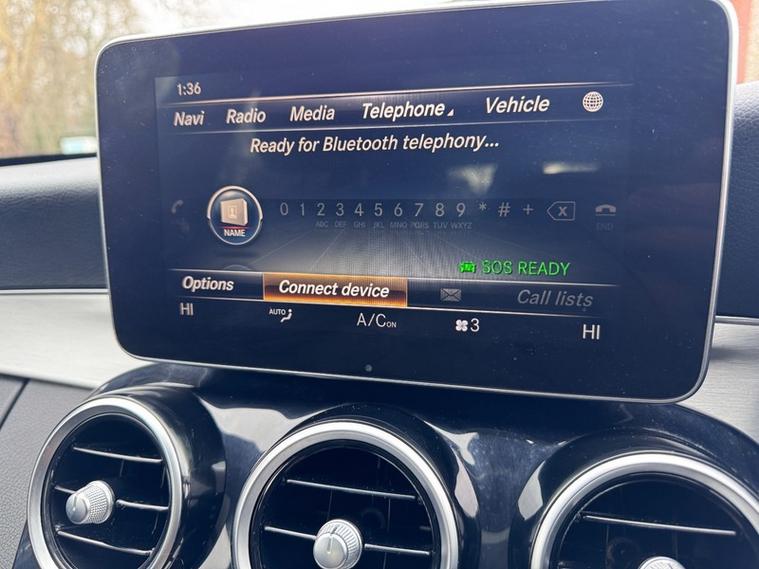 1:36
Navi Radio Media Telephone Vehicle
Ready for Bluetooth telephony...
NAME 0 1 2 3 4 5 6 7 8 9 * # + END
ABC DEF GHI JKL MNO PQRS TUV WXYZ
SOS READY
Options Connect device Call lists
HI AUTO A/C ON 3 HI